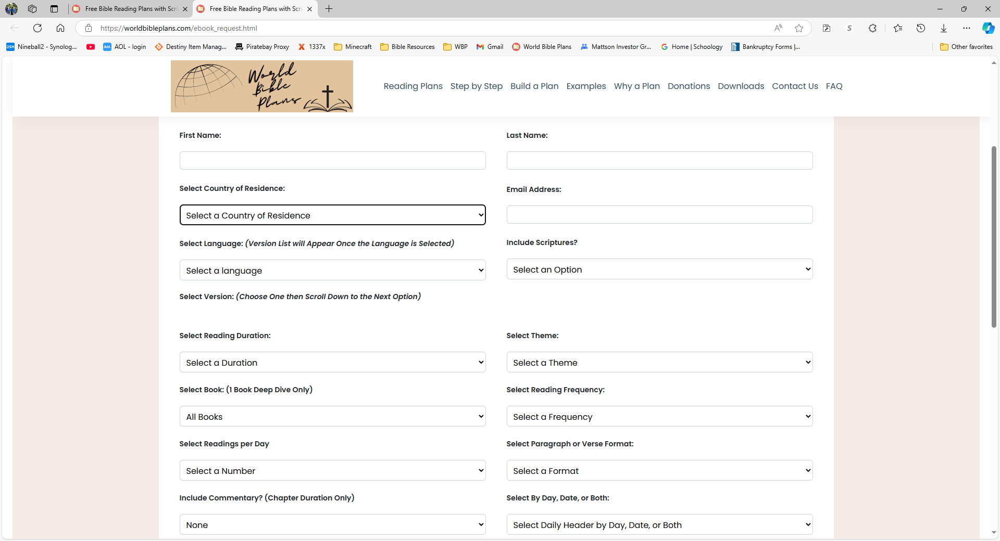 Free Bible Reading Plans with Scri
Free Bible Reading Plans with Scri
https://worldbibleplans.com/ebook_request.html
DSM Nineball2 - Synolog...
Aol. AOL - login
Destiny Item Manag...
Piratebay Proxy
1337x
Minecraft
Bible Resources
WBP
Gmail
World Bible Plans
Mattson Investor Gr...
Home | Schoology
Bankruptcy Forms |...
Other favorites
World
Bible
Plans
Reading Plans Step by Step Build a Plan Examples Why a Plan Donations Downloads Contact Us FAQ
First Name:
Last Name:
Select Country of Residence:
Email Address:
Select a Country of Residence
Select Language: (Version List will Appear Once the Language is Selected)
Include Scriptures?
Select a language
Select an Option
Select Version: (Choose One then Scroll Down to the Next Option)
Select Reading Duration:
Select Theme:
Select a Duration
Select a Theme
Select Book: (1 Book Deep Dive Only)
Select Reading Frequency:
All Books
Select a Frequency
Select Readings per Day
Select Paragraph or Verse Format:
Select a Number
Select a Format
Include Commentary? (Chapter Duration Only)
Select By Day, Date, or Both:
None
Select Daily Header by Day, Date, or Both